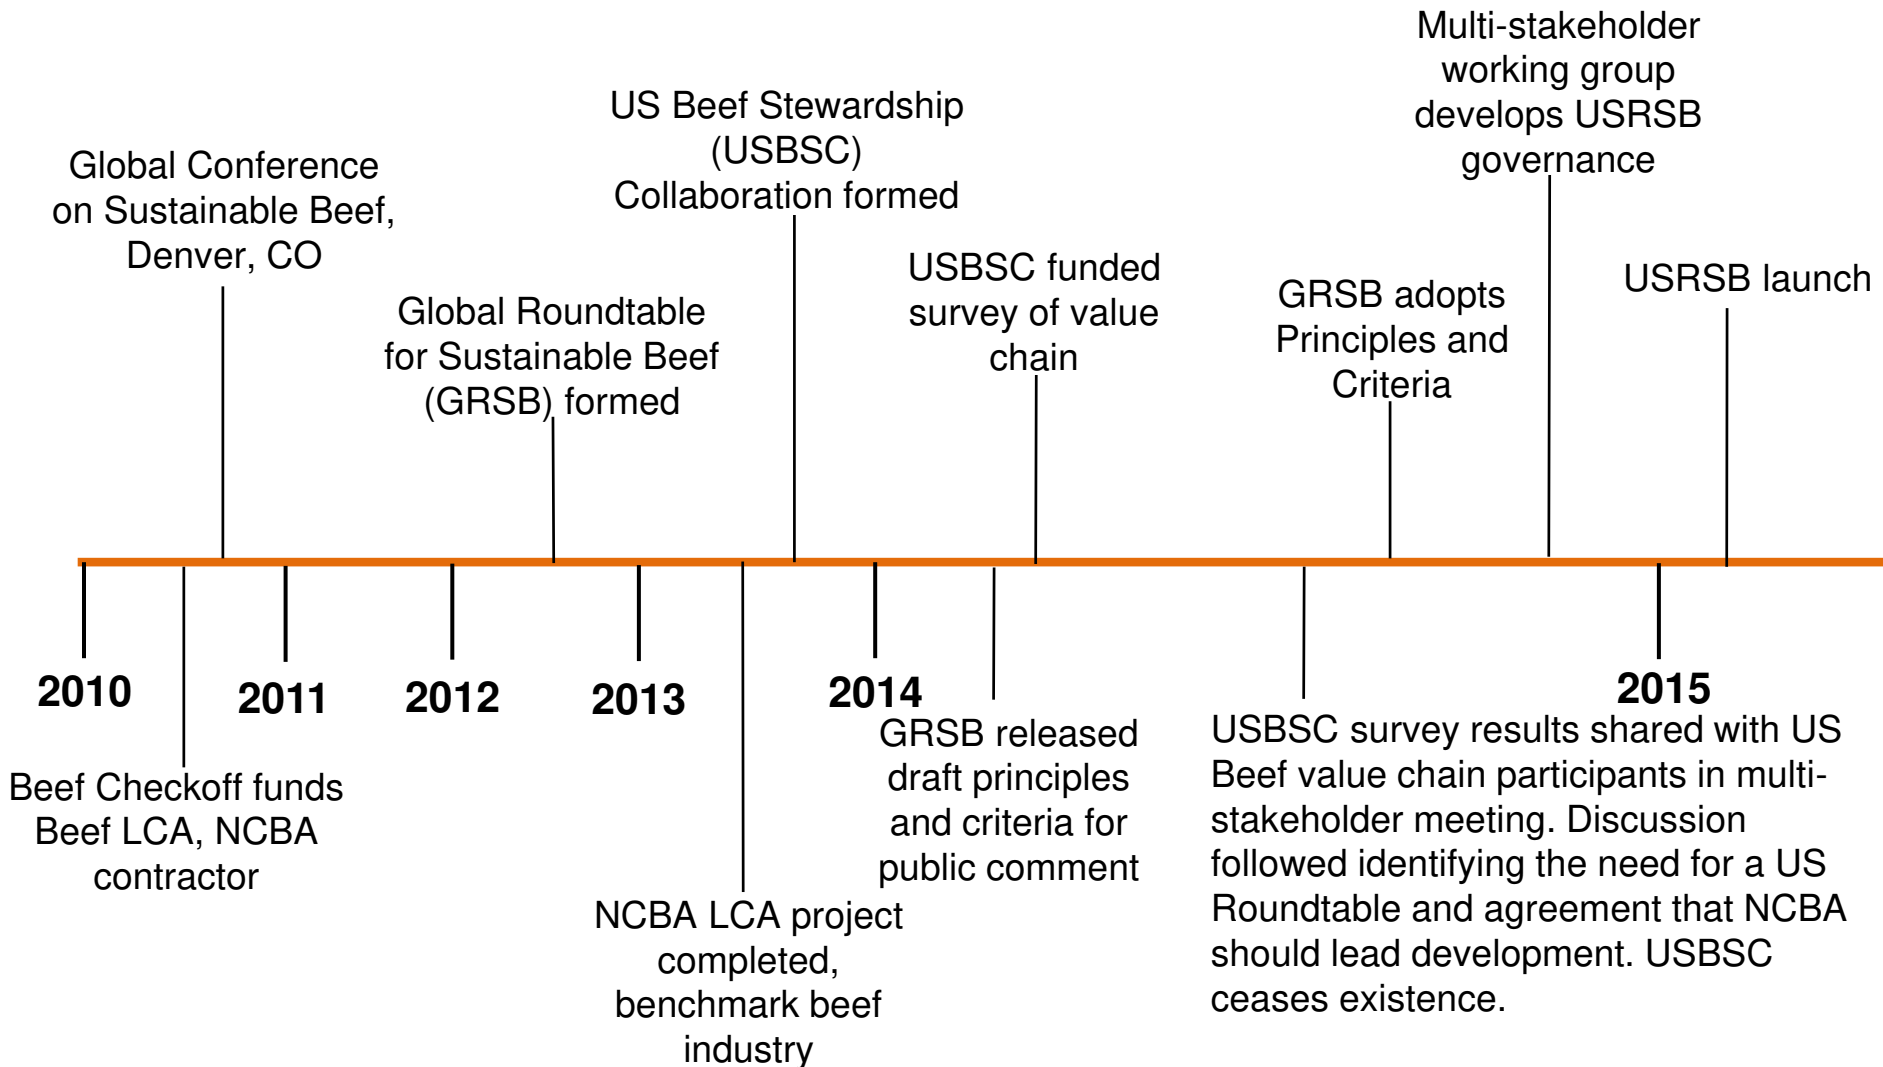 Multi-stakeholder
working group
develops USRSB
governance
US Beef Stewardship
(USBSC)
Collaboration formed
Global Conference
on Sustainable Beef,
Denver, CO
USBSC funded
survey of value
chain
GRSB adopts
Principles and
Criteria
USRSB launch
Global Roundtable
for Sustainable Beef
(GRSB) formed
2010
2011
2012
2013
2014
2015
Beef Checkoff funds
Beef LCA, NCBA
contractor
NCBA LCA project
completed,
benchmark beef
industry
GRSB released
draft principles
and criteria for
public comment
USBSC survey results shared with US
Beef value chain participants in multi-
stakeholder meeting. Discussion
followed identifying the need for a US
Roundtable and agreement that NCBA
should lead development. USBSC
ceases existence.